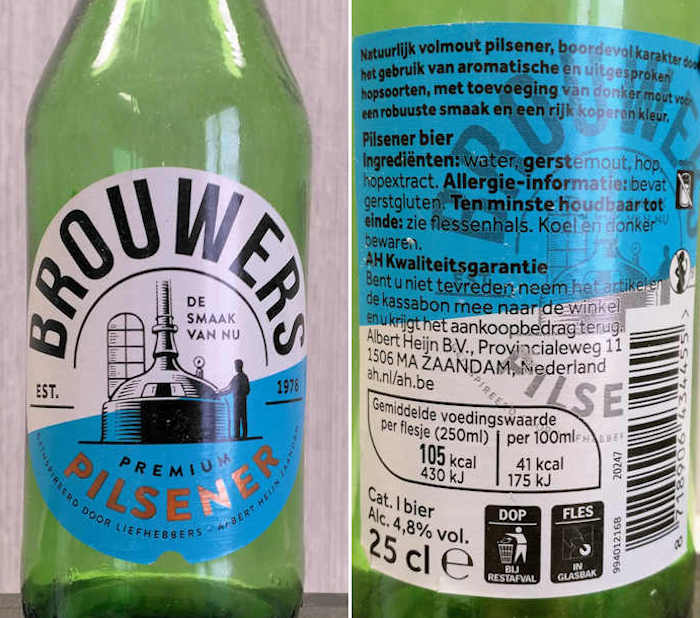 BROUWERS
DE
SMAAK
VAN NU
EST.
1978
PREMIUM
PILSENER
GEÏNSPIREERD DOOR LIEFHEBBERS • ALBERT HEIJN ZAANDAM
Natuurlijk volmout pilsener, boordevol karakter door
het gebruik van aromatische en uitgesproken
hopsoorten, met toevoeging van donker mout voor
een robuuste smaak en een rijk koperen kleur.
Pilsener bier
Ingrediënten: water, gerstemout, hop,
hopextract. Allergie-informatie: bevat
gerstgluten. Ten minste houdbaar tot
einde: zie flessenhals. Koel en donker
bewaren.
AH Kwaliteitsgarantie
Bent u niet tevreden neem het artikel en
de kassabon mee naar de winkel
en u krijgt het aankoopbedrag terug.
Albert Heijn B.V., Provincialeweg 11
1506 MA ZAANDAM, Nederland
ah.nl/ah.be
Gemiddelde voedingswaarde
per flesje (250ml) per 100ml
105 kcal 41 kcal
430 kJ 175 kJ
Cat. I bier
Alc. 4,8% vol.
25 cl e
DOP
BIJ
RESTAFVAL
FLES
IN
GLASBAK
99401216B
20247
8 718906 434455 >